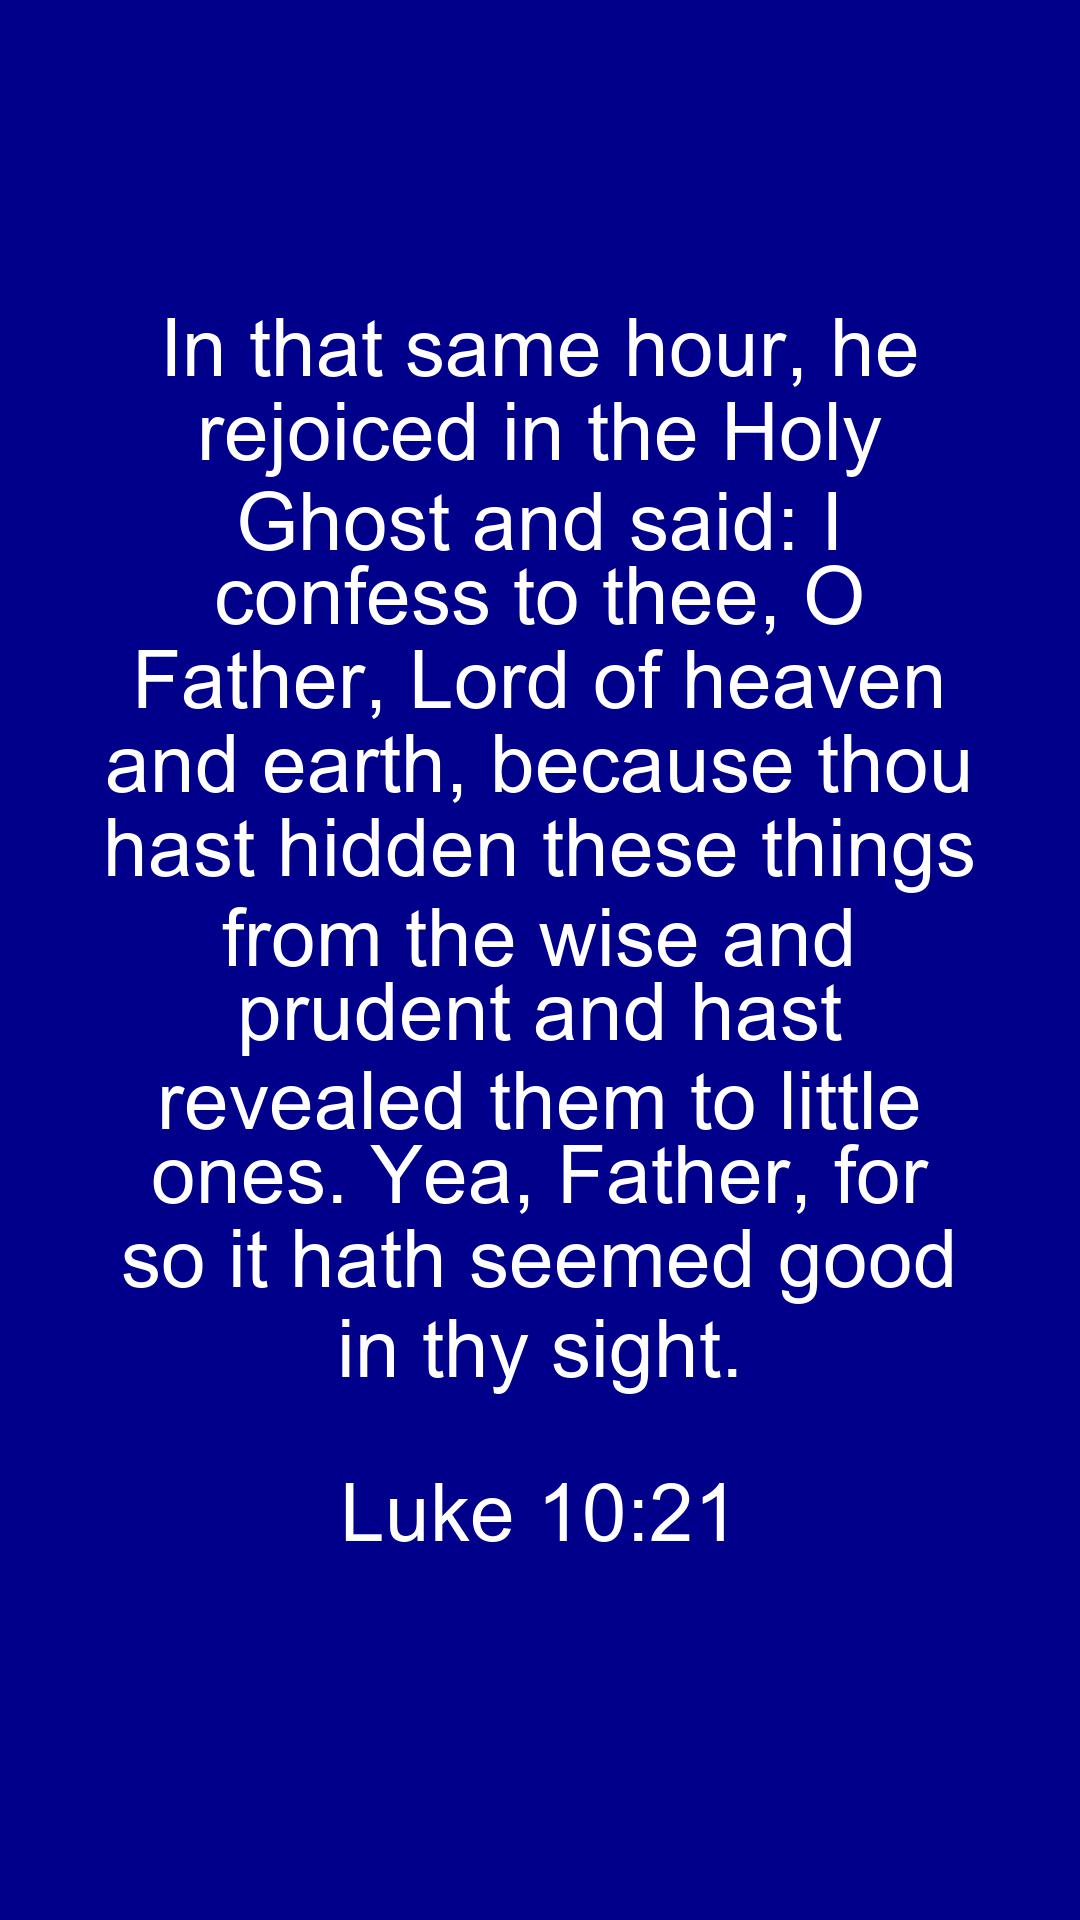 In that same hour, he
rejoiced in the Holy
Ghost and said: I
confess to thee, O
Father, Lord of heaven
and earth, because thou
hast hidden these things
from the wise and
prudent and hast
revealed them to little
ones. Yea, Father, for
so it hath seemed good
in thy sight.
Luke 10:21